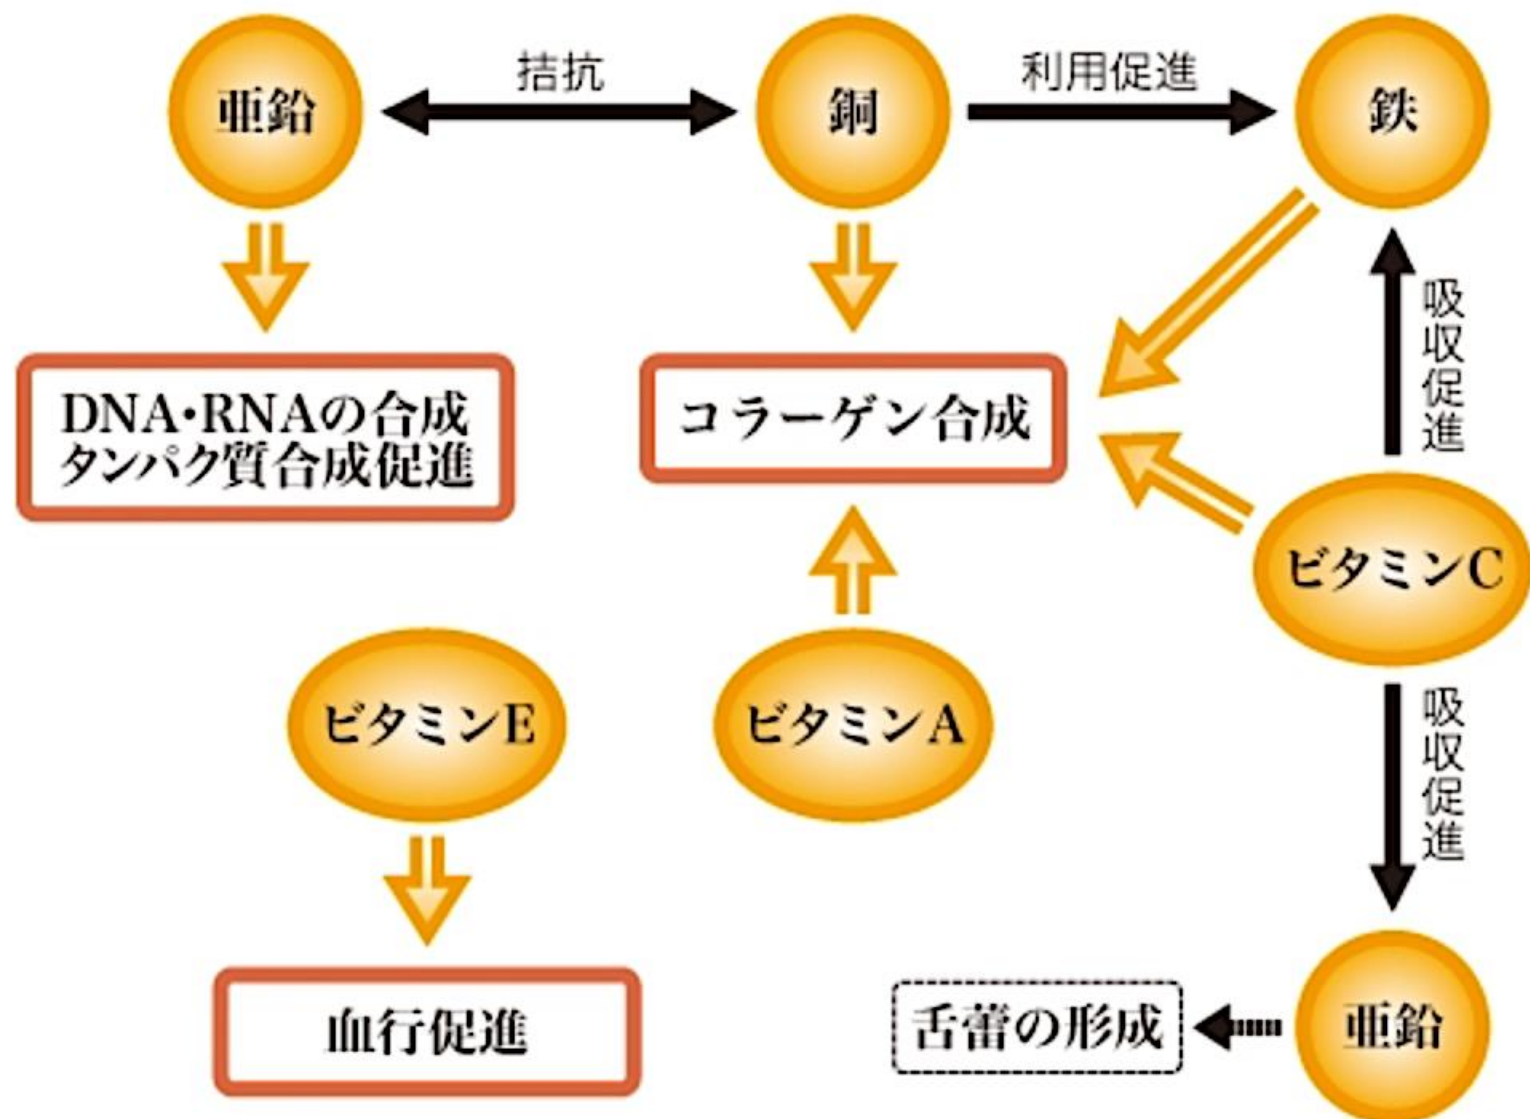 亜鉛
拮抗
銅
利用促進
鉄
DNA・RNAの合成
タンパク質合成促進
コラーゲン合成
吸収促進
ビタミンC
ビタミンE
ビタミンA
吸収促進
血行促進
舌蕾の形成
亜鉛